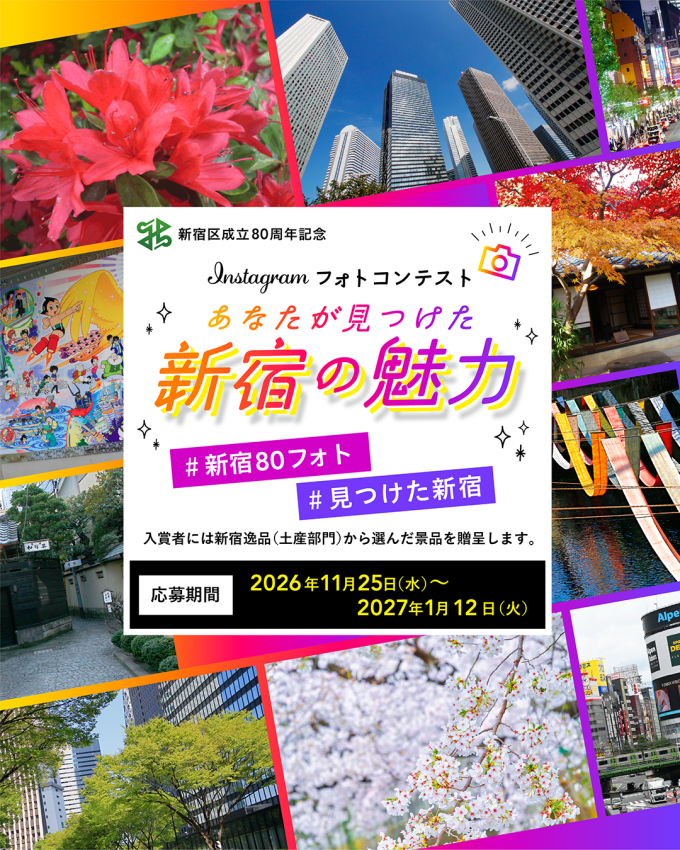 新宿区成立80周年記念
Instagram フォトコンテスト
あなたが見つけた
新宿の魅力
#新宿80フォト
#見つけた新宿
入賞者には新宿逸品（土産部門）から選んだ景品を贈呈します。
応募期間
2026年11月25日（水）～
2027年1月12日（火）
Alpe